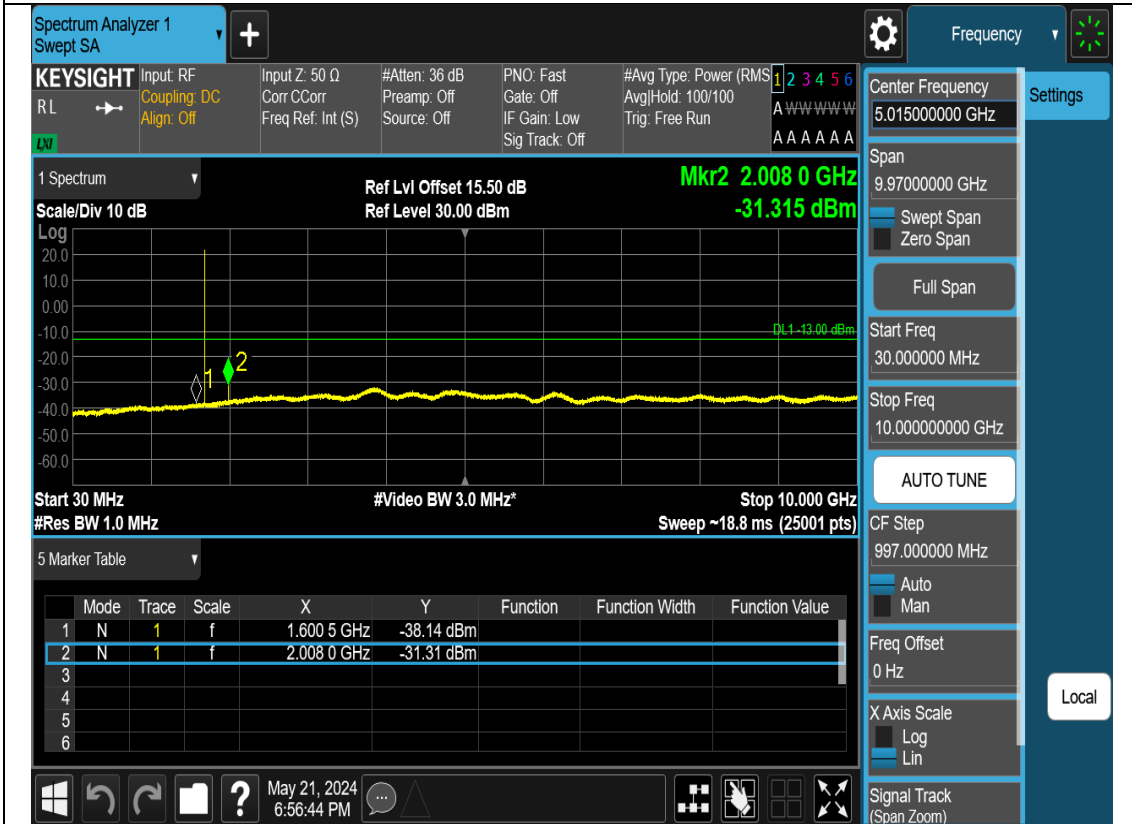 Spectrum Analyzer 1
Swept SA
+
Frequency
KEYSIGHT
R L
LXI
Input: RF
Coupling: DC
Align: Off
Input Z: 50 Ω
Corr CCorr
Freq Ref: Int (S)
#Atten: 36 dB
Preamp: Off
Source: Off
PNO: Fast
Gate: Off
IF Gain: Low
Sig Track: Off
#Avg Type: Power (RMS
Avg|Hold: 100/100
Trig: Free Run
1 2 3 4 5 6
A W W W W W
A A A A A A
1 Spectrum
Scale/Div 10 dB
Ref Lvl Offset 15.50 dB
Ref Level 30.00 dBm
Mkr2 2.008 0 GHz
-31.315 dBm
Log
20.0
10.0
0.00
-10.0
-20.0
-30.0
-40.0
-50.0
-60.0
DL1 -13.00 dBm
1
2
Start 30 MHz
#Res BW 1.0 MHz
#Video BW 3.0 MHz*
Stop 10.000 GHz
Sweep ~18.8 ms (25001 pts)
5 Marker Table
Mode Trace Scale X Y Function Function Width Function Value
1 N 1 f 1.600 5 GHz -38.14 dBm
2 N 1 f 2.008 0 GHz -31.31 dBm
3
4
5
6
?
May 21, 2024
6:56:44 PM
Center Frequency
5.015000000 GHz
Span
9.97000000 GHz
Swept Span
Zero Span
Full Span
Start Freq
30.000000 MHz
Stop Freq
10.000000000 GHz
AUTO TUNE
CF Step
997.000000 MHz
Auto
Man
Freq Offset
0 Hz
X Axis Scale
Log
Lin
Signal Track
(Span Zoom)
Settings
Local